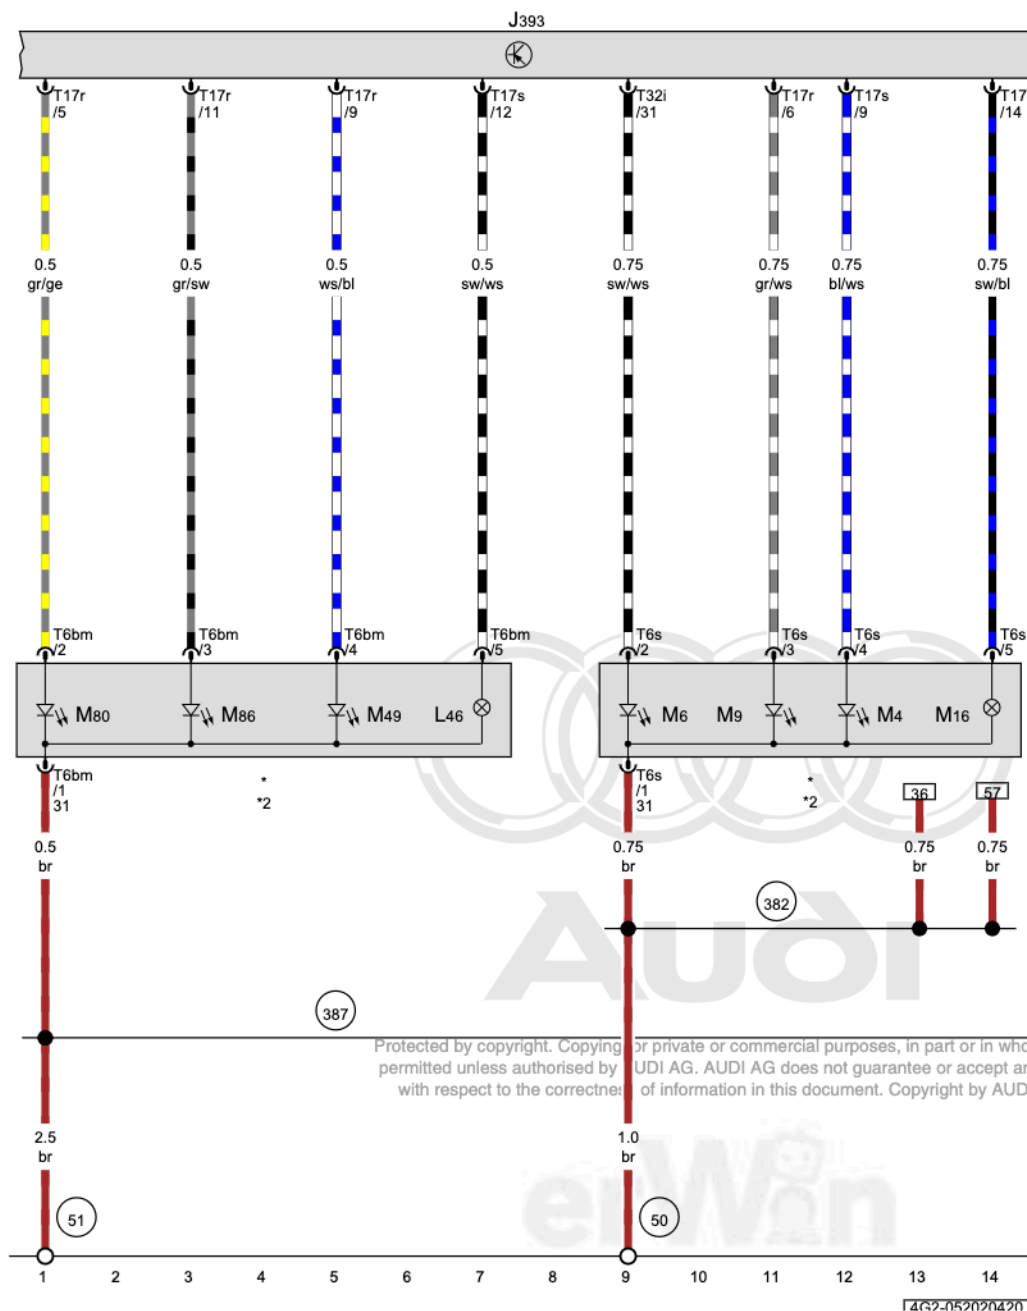 J393
T17r T17r T17r T17s T32i T17r T17s T17
/5 /11 /9 /12 /31 /6 /9 /14
0.5 0.5 0.5 0.5 0.75 0.75 0.75 0.75
gr/ge gr/sw ws/bl sw/ws sw/ws gr/ws bl/ws sw/bl
T6bm T6bm T6bm T6bm T6s T6s T6s T6s
/2 /3 /4 /5 /2 /3 /4 /5
M80 M86 M49 L46 M6 M9 M4 M16
T6bm * T6s *
/1 *2 /1 *2 36 57
31 31
0.5 0.75 0.75 0.75
br br br br
382
Audi
387
Protected by copyright. Copying or private or commercial purposes, in part or in who
permitted unless authorised by UDI AG. AUDI AG does not guarantee or accept an
with respect to the correctnes of information in this document. Copyright by AUD
2.5 1.0
br br
erWin
51 50
1 2 3 4 5 6 7 8 9 10 11 12 13 14
4G2-052020420